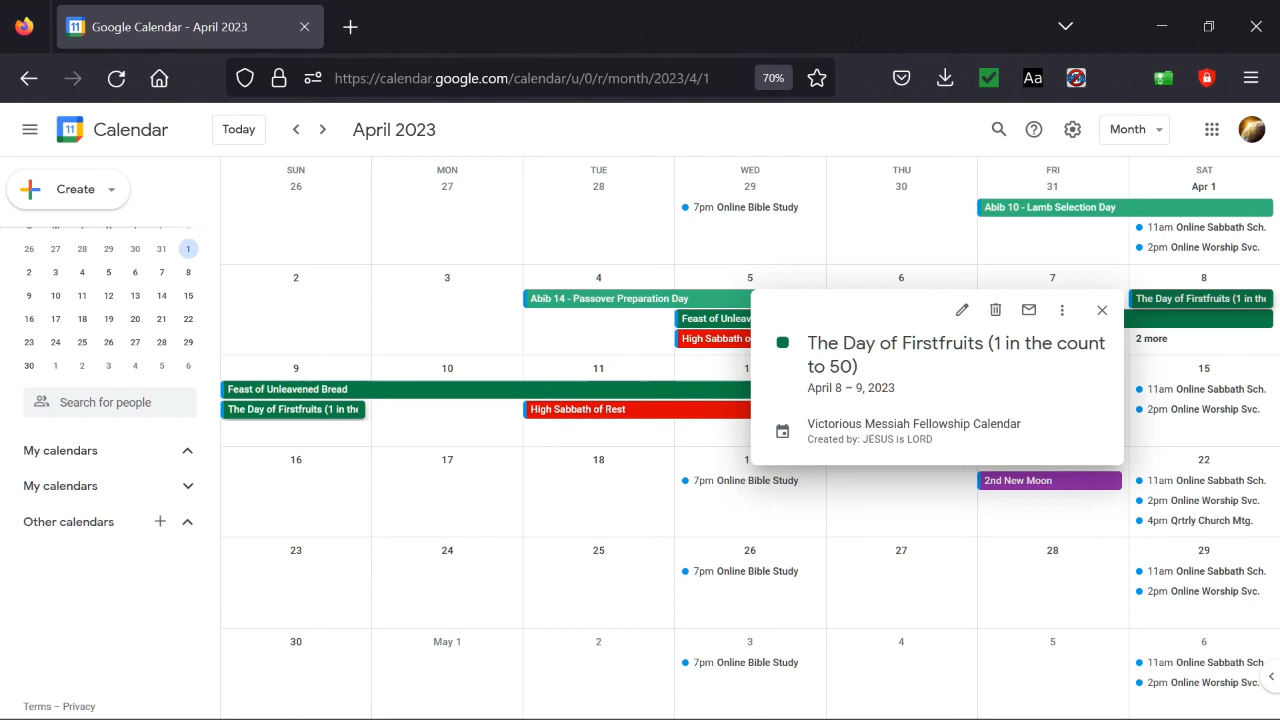 Google Calendar - April 2023
https://calendar.google.com/calendar/u/0/r/month/2023/4/1
70%
Aa
11 Calendar
Today
April 2023
Month
Create
26 27 28 29 30 31 1
2 3 4 5 6 7 8
9 10 11 12 13 14 15
16 17 18 19 20 21 22
23 24 25 26 27 28 29
30 1 2 3 4 5 6
Search for people
My calendars
My calendars
Other calendars
Terms – Privacy
SUN MON TUE WED THU FRI SAT
26 27 28 29 30 31 Apr 1
7pm Online Bible Study
Abib 10 - Lamb Selection Day
11am Online Sabbath Sch.
2pm Online Worship Svc.
2 3 4 5 6 7 8
Abib 14 - Passover Preparation Day
The Day of Firstfruits (1 in the
Feast of Unleav
High Sabbath o
2 more
The Day of Firstfruits (1 in the count
to 50)
April 8 – 9, 2023
Victorious Messiah Fellowship Calendar
Created by: JESUS is LORD
9 10 11 1 15
Feast of Unleavened Bread
The Day of Firstfruits (1 in the
High Sabbath of Rest
11am Online Sabbath Sch.
2pm Online Worship Svc.
16 17 18 1 22
7pm Online Bible Study
2nd New Moon
11am Online Sabbath Sch.
2pm Online Worship Svc.
4pm Qrtrly Church Mtg.
23 24 25 26 27 28 29
7pm Online Bible Study
11am Online Sabbath Sch.
2pm Online Worship Svc.
30 May 1 2 3 4 5 6
7pm Online Bible Study
11am Online Sabbath Sch
2pm Online Worship Svc.